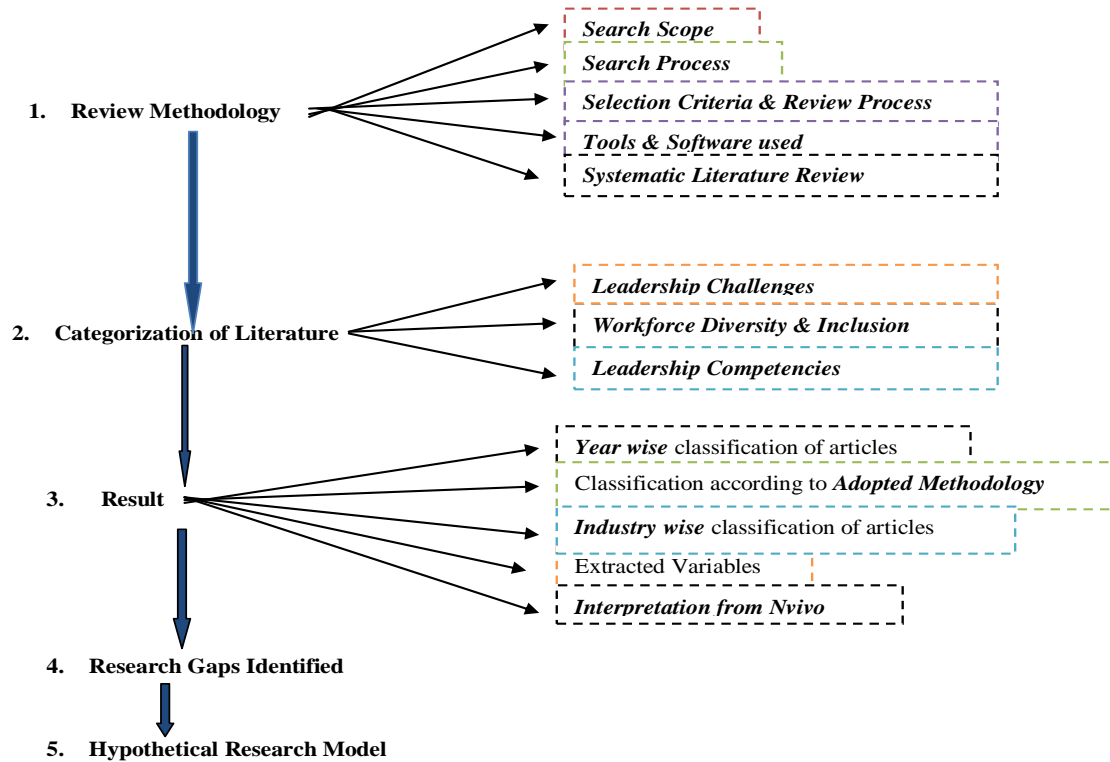 1. Review Methodology
Search Scope
Search Process
Selection Criteria & Review Process
Tools & Software used
Systematic Literature Review
2. Categorization of Literature
Leadership Challenges
Workforce Diversity & Inclusion
Leadership Competencies
3. Result
Year wise classification of articles
Classification according to Adopted Methodology
Industry wise classification of articles
Extracted Variables
Interpretation from Nvivo
4. Research Gaps Identified
5. Hypothetical Research Model